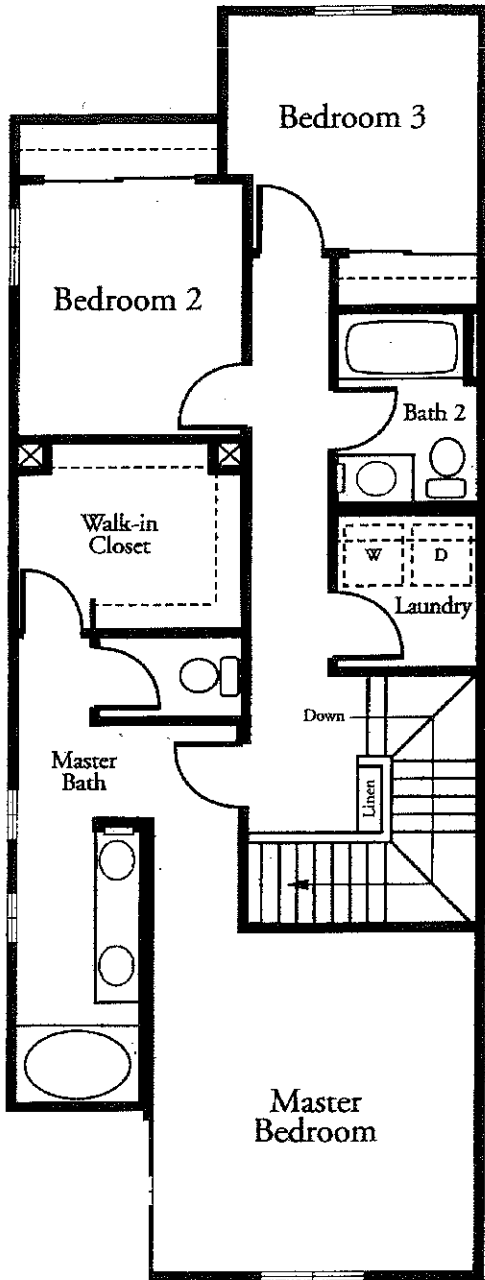 Bedroom 3
Bedroom 2
Bath 2
Walk-in
Closet
W
D
Laundry
Down
Master
Bath
Linen
Master
Bedroom